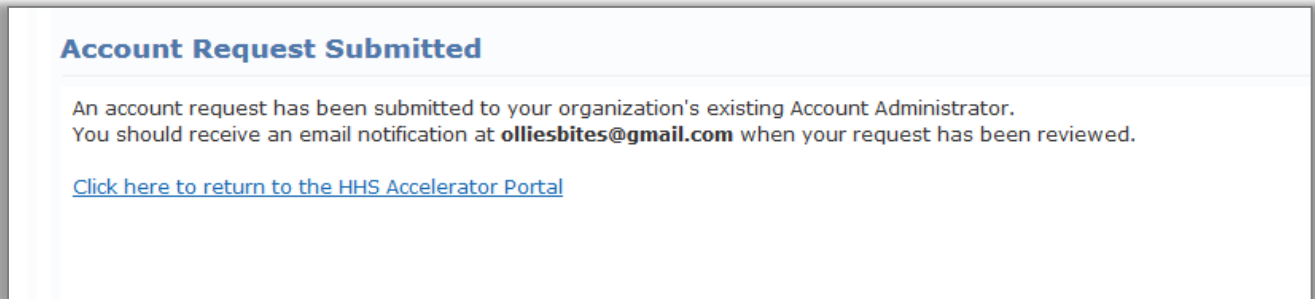 Account Request Submitted
An account request has been submitted to your organization's existing Account Administrator.
You should receive an email notification at olliesbites@gmail.com when your request has been reviewed.
Click here to return to the HHS Accelerator Portal